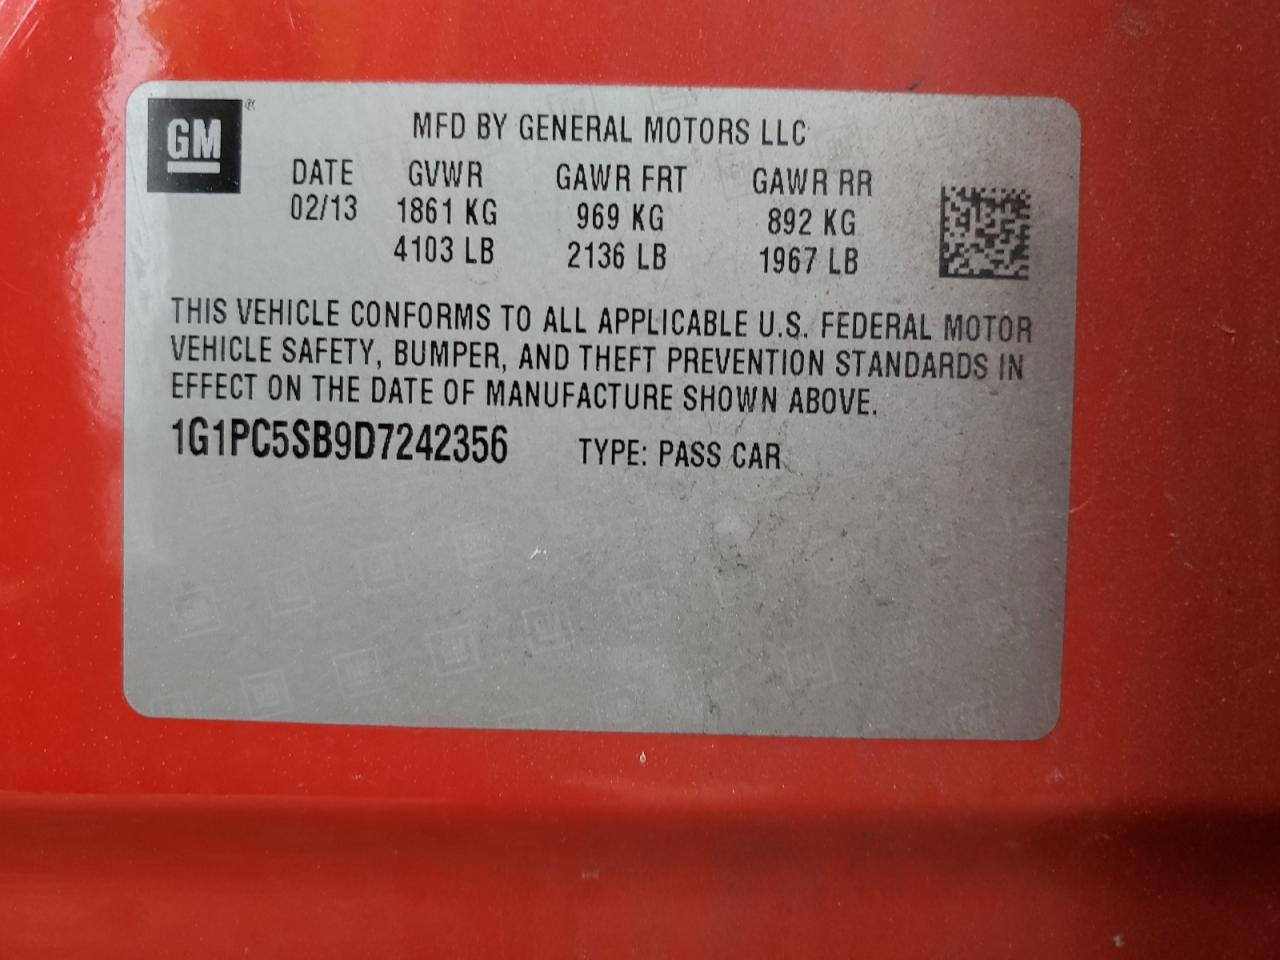 GM ®
MFD BY GENERAL MOTORS LLC
DATE GVWR GAWR FRT GAWR RR
02/13 1861 KG 969 KG 892 KG
4103 LB 2136 LB 1967 LB
THIS VEHICLE CONFORMS TO ALL APPLICABLE U.S. FEDERAL MOTOR
VEHICLE SAFETY, BUMPER, AND THEFT PREVENTION STANDARDS IN
EFFECT ON THE DATE OF MANUFACTURE SHOWN ABOVE.
1G1PC5SB9D7242356 TYPE: PASS CAR